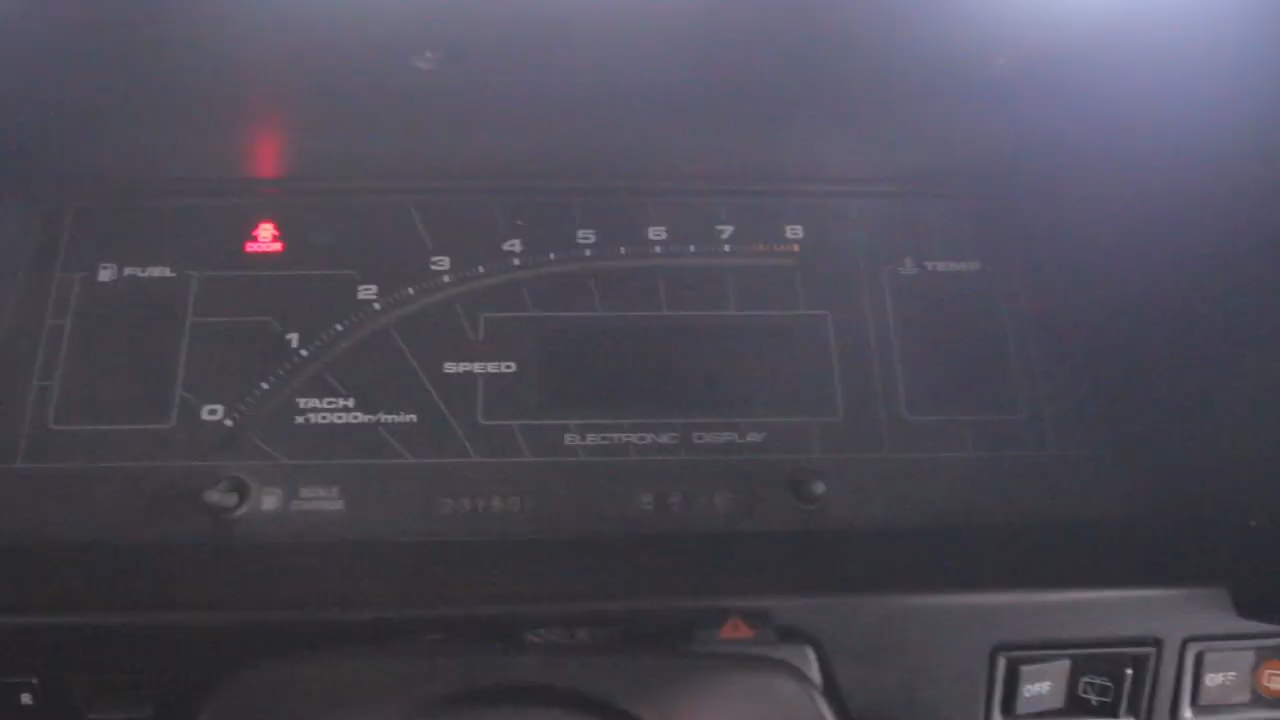 DOOR
FUEL
0 1 2 3 4 5 6 7 8
TEMP
SPEED
TACH
x1000r/min
ELECTRONIC DISPLAY
R
OFF
OFF